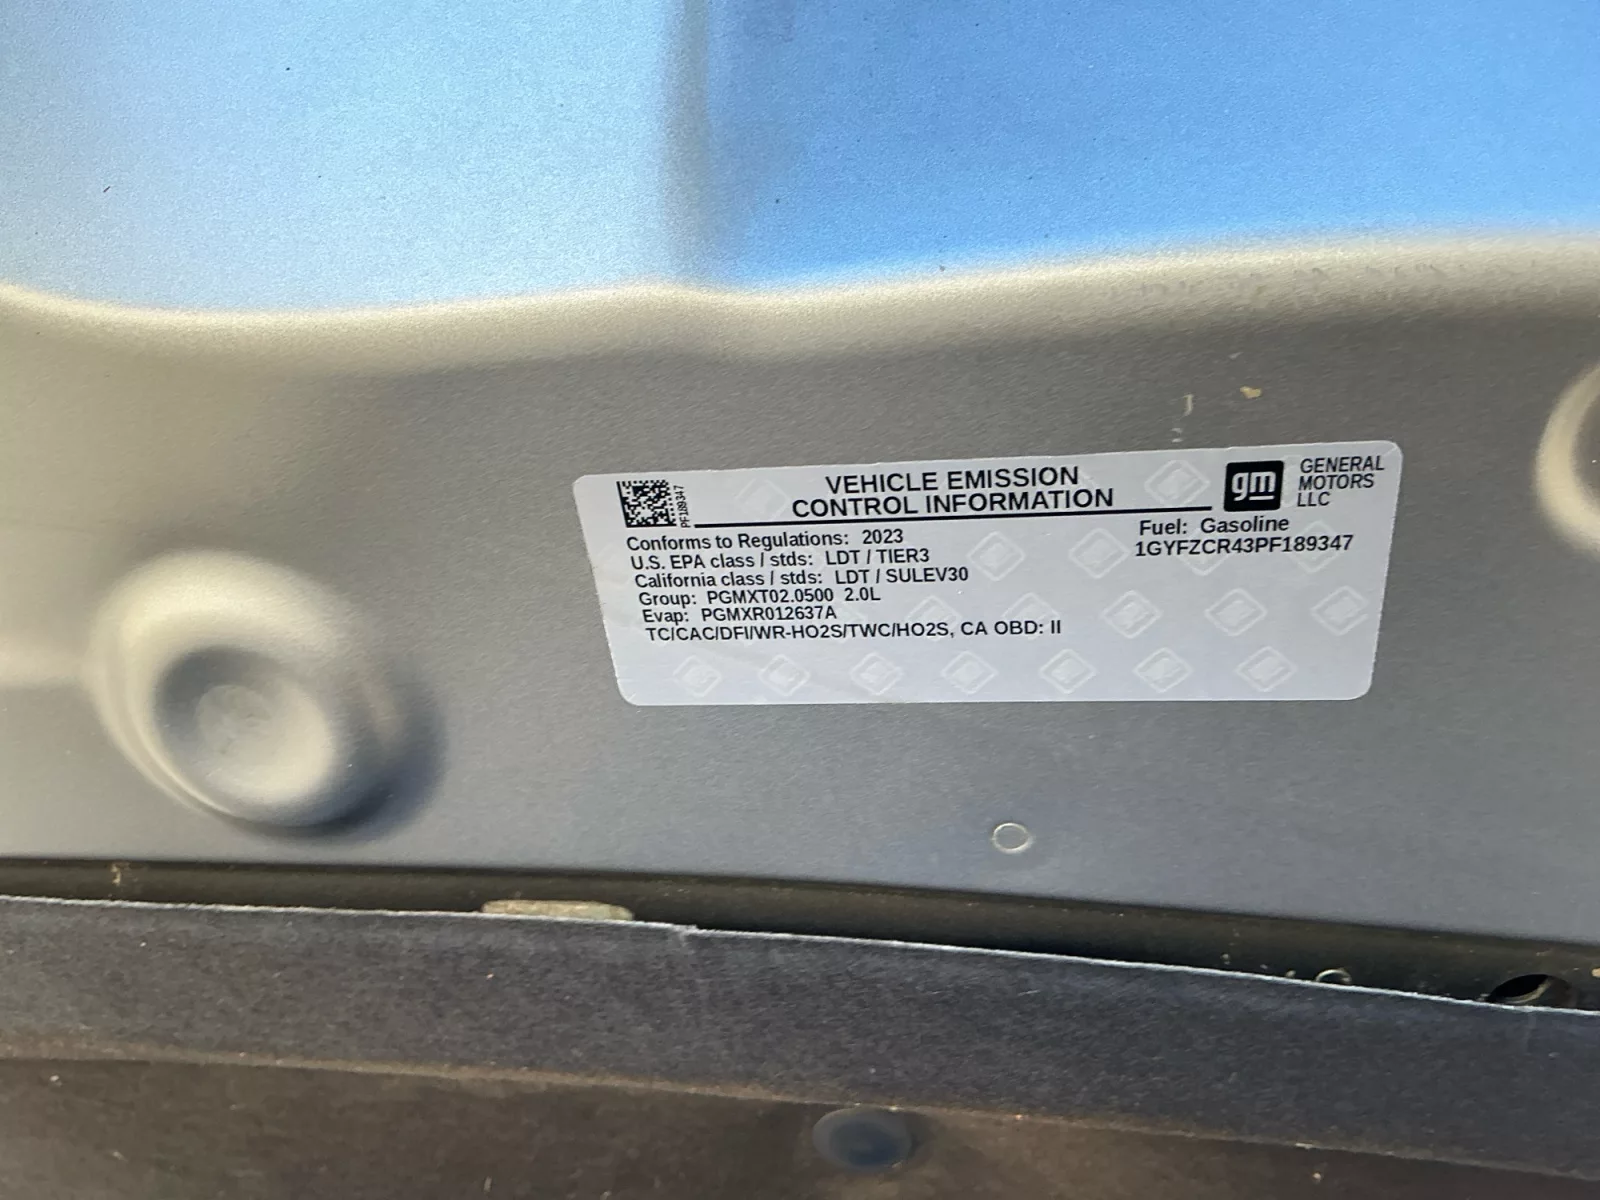 VEHICLE EMISSION
CONTROL INFORMATION
gm
GENERAL
MOTORS
LLC
PF189347
Conforms to Regulations: 2023
U.S. EPA class / stds: LDT / TIER3
California class / stds: LDT / SULEV30
Group: PGMXT02.0500 2.0L
Evap: PGMXR012637A
TC/CAC/DFI/WR-HO2S/TWC/HO2S, CA OBD: II
Fuel: Gasoline
1GYFZCR43PF189347